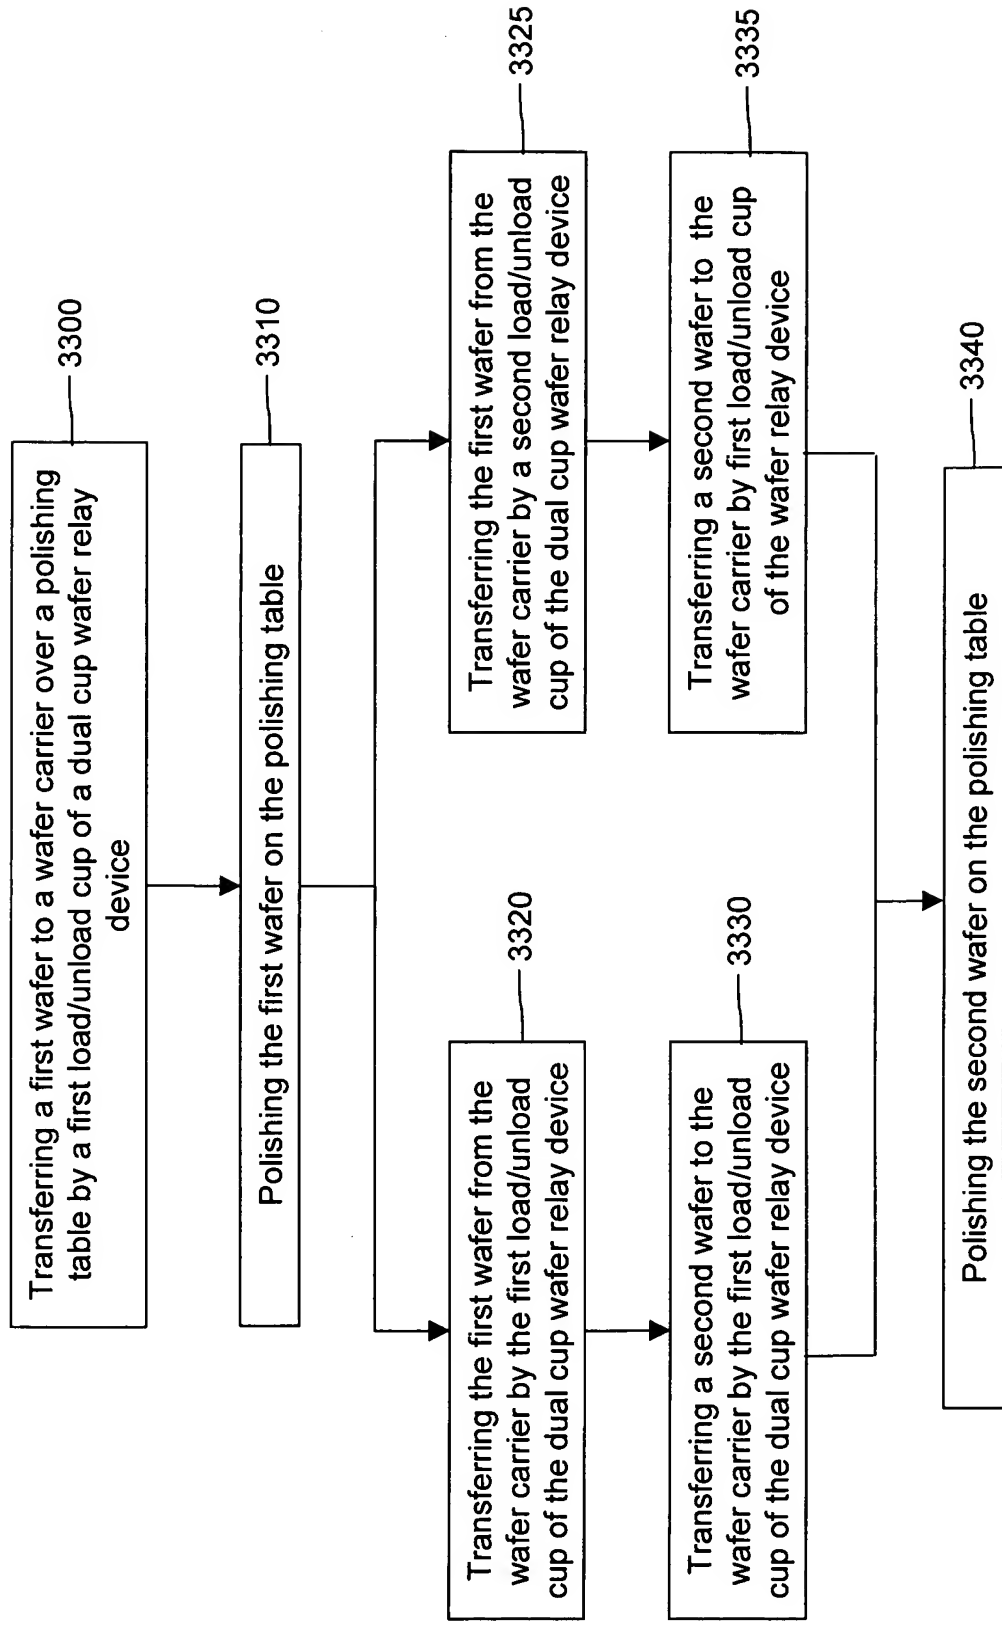 Transferring a first wafer to a wafer carrier over a polishing
table by a first load/unload cup of a dual cup wafer relay
device
3300
Polishing the first wafer on the polishing table
3310
Transferring the first wafer from the
wafer carrier by the first load/unload
cup of the dual cup wafer relay device
3320
Transferring the first wafer from the
wafer carrier by a second load/unload
cup of the dual cup wafer relay device
3325
Transferring a second wafer to the
wafer carrier by the first load/unload
cup of the dual cup wafer relay device
3330
Transferring a second wafer to the
wafer carrier by first load/unload cup
of the wafer relay device
3335
Polishing the second wafer on the polishing table
3340